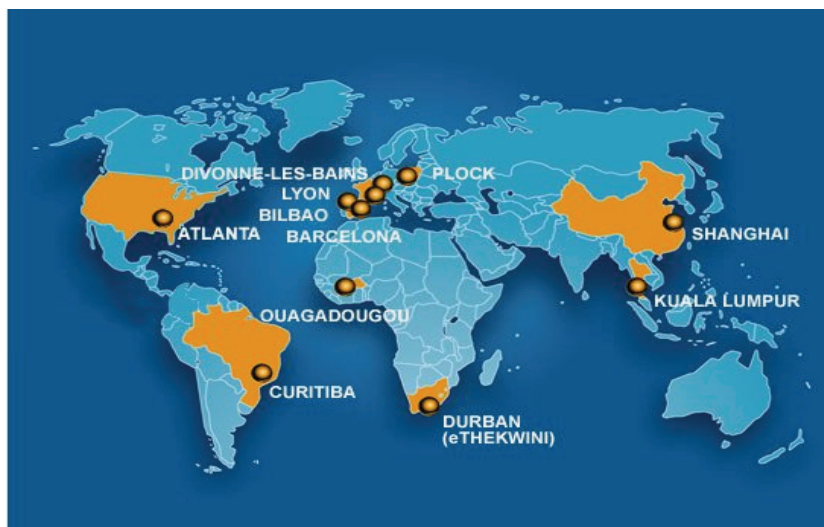 DIVONNE-LES-BAINS
PLOCK
LYON
BILBAO
BARCELONA
ATLANTA
SHANGHAI
KUALA LUMPUR
OUAGADOUGOU
CURITIBA
DURBAN
(eTHEKWINI)